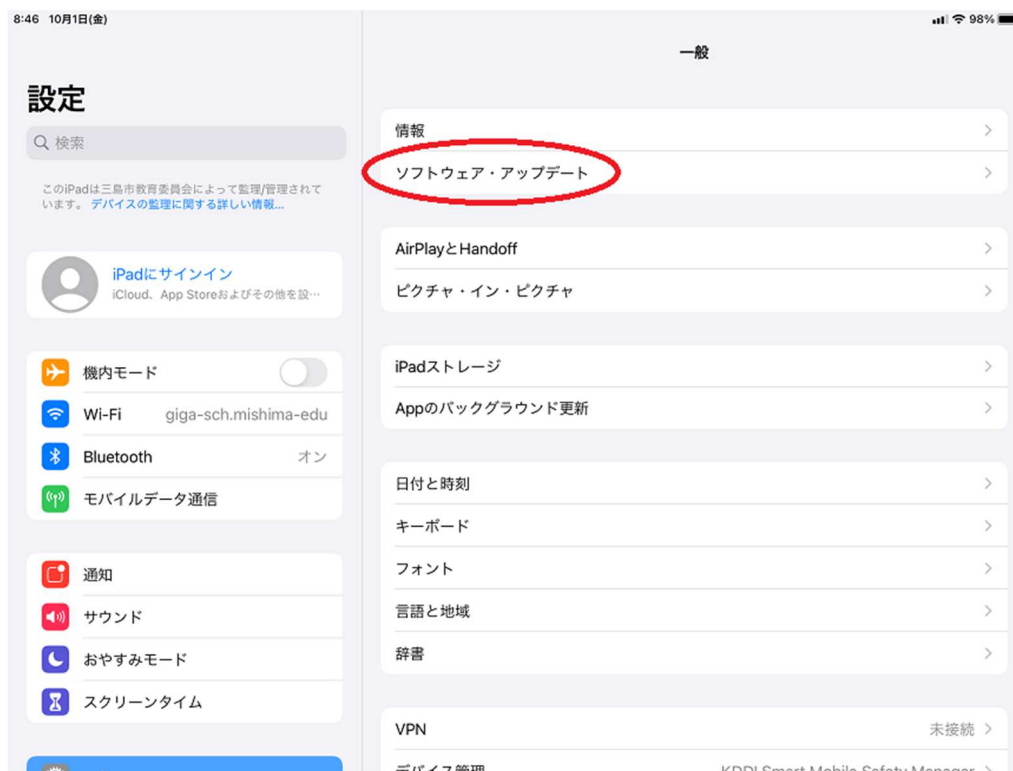 8:46 10月1日(金)
98%
設定
検索
このiPadは三島市教育委員会によって監理/管理されて
います。 デバイスの監理に関する詳しい情報...
iPadにサインイン
iCloud、App Storeおよびその他を設…
機内モード
Wi-Fi giga-sch.mishima-edu
Bluetooth オン
モバイルデータ通信
通知
サウンド
おやすみモード
スクリーンタイム
一般
情報
ソフトウェア・アップデート
AirPlayとHandoff
ピクチャ・イン・ピクチャ
iPadストレージ
Appのバックグラウンド更新
日付と時刻
キーボード
フォント
言語と地域
辞書
VPN 未接続
デバイス管理 KDDI Smart Mobile Safety Manager